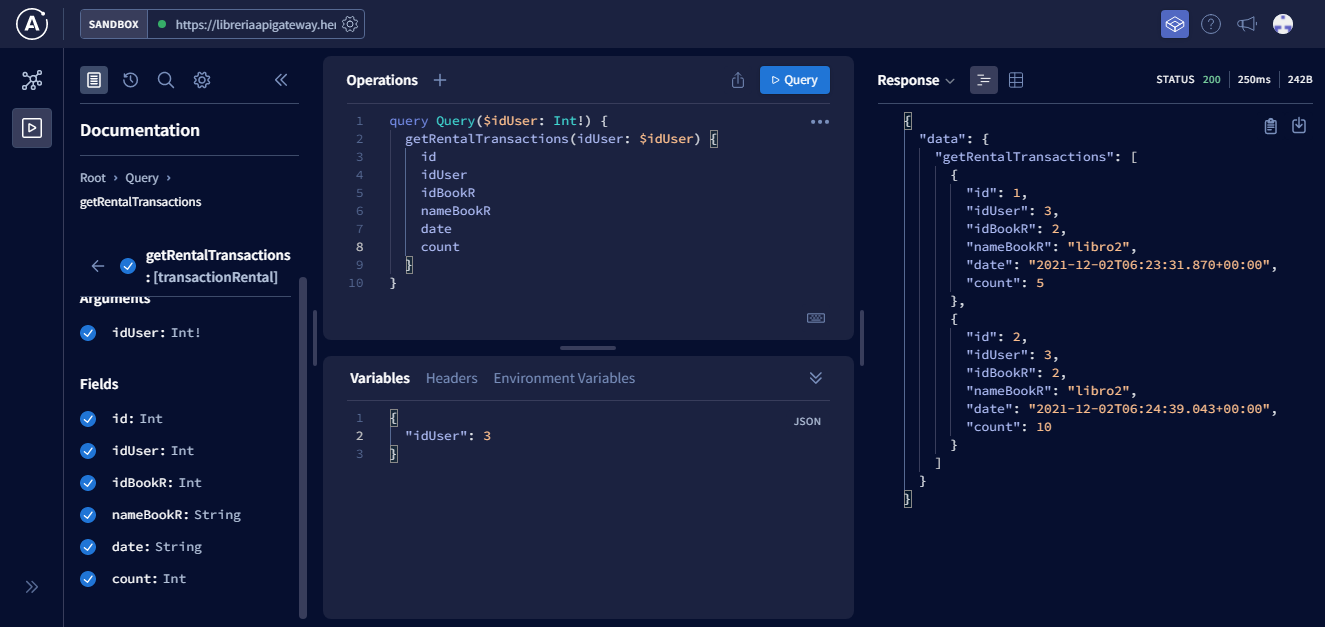 SANDBOX
https://libreriaapigateway.her
Documentation
Root › Query ›
getRentalTransactions
getRentalTransactions
: [transactionRental]
Arguments
idUser: Int!
Fields
id: Int
idUser: Int
idBookR: Int
nameBookR: String
date: String
count: Int
Operations
Query
1 query Query($idUser: Int!) {
2 getRentalTransactions(idUser: $idUser) {
3 id
4 idUser
5 idBookR
6 nameBookR
7 date
8 count
9 }
10 }
Variables Headers Environment Variables
JSON
1 {
2 "idUser": 3
3 }
Response
STATUS 200 250ms 242B
{
"data": {
"getRentalTransactions": [
{
"id": 1,
"idUser": 3,
"idBookR": 2,
"nameBookR": "libro2",
"date": "2021-12-02T06:23:31.870+00:00",
"count": 5
},
{
"id": 2,
"idUser": 3,
"idBookR": 2,
"nameBookR": "libro2",
"date": "2021-12-02T06:24:39.043+00:00",
"count": 10
}
]
}
}